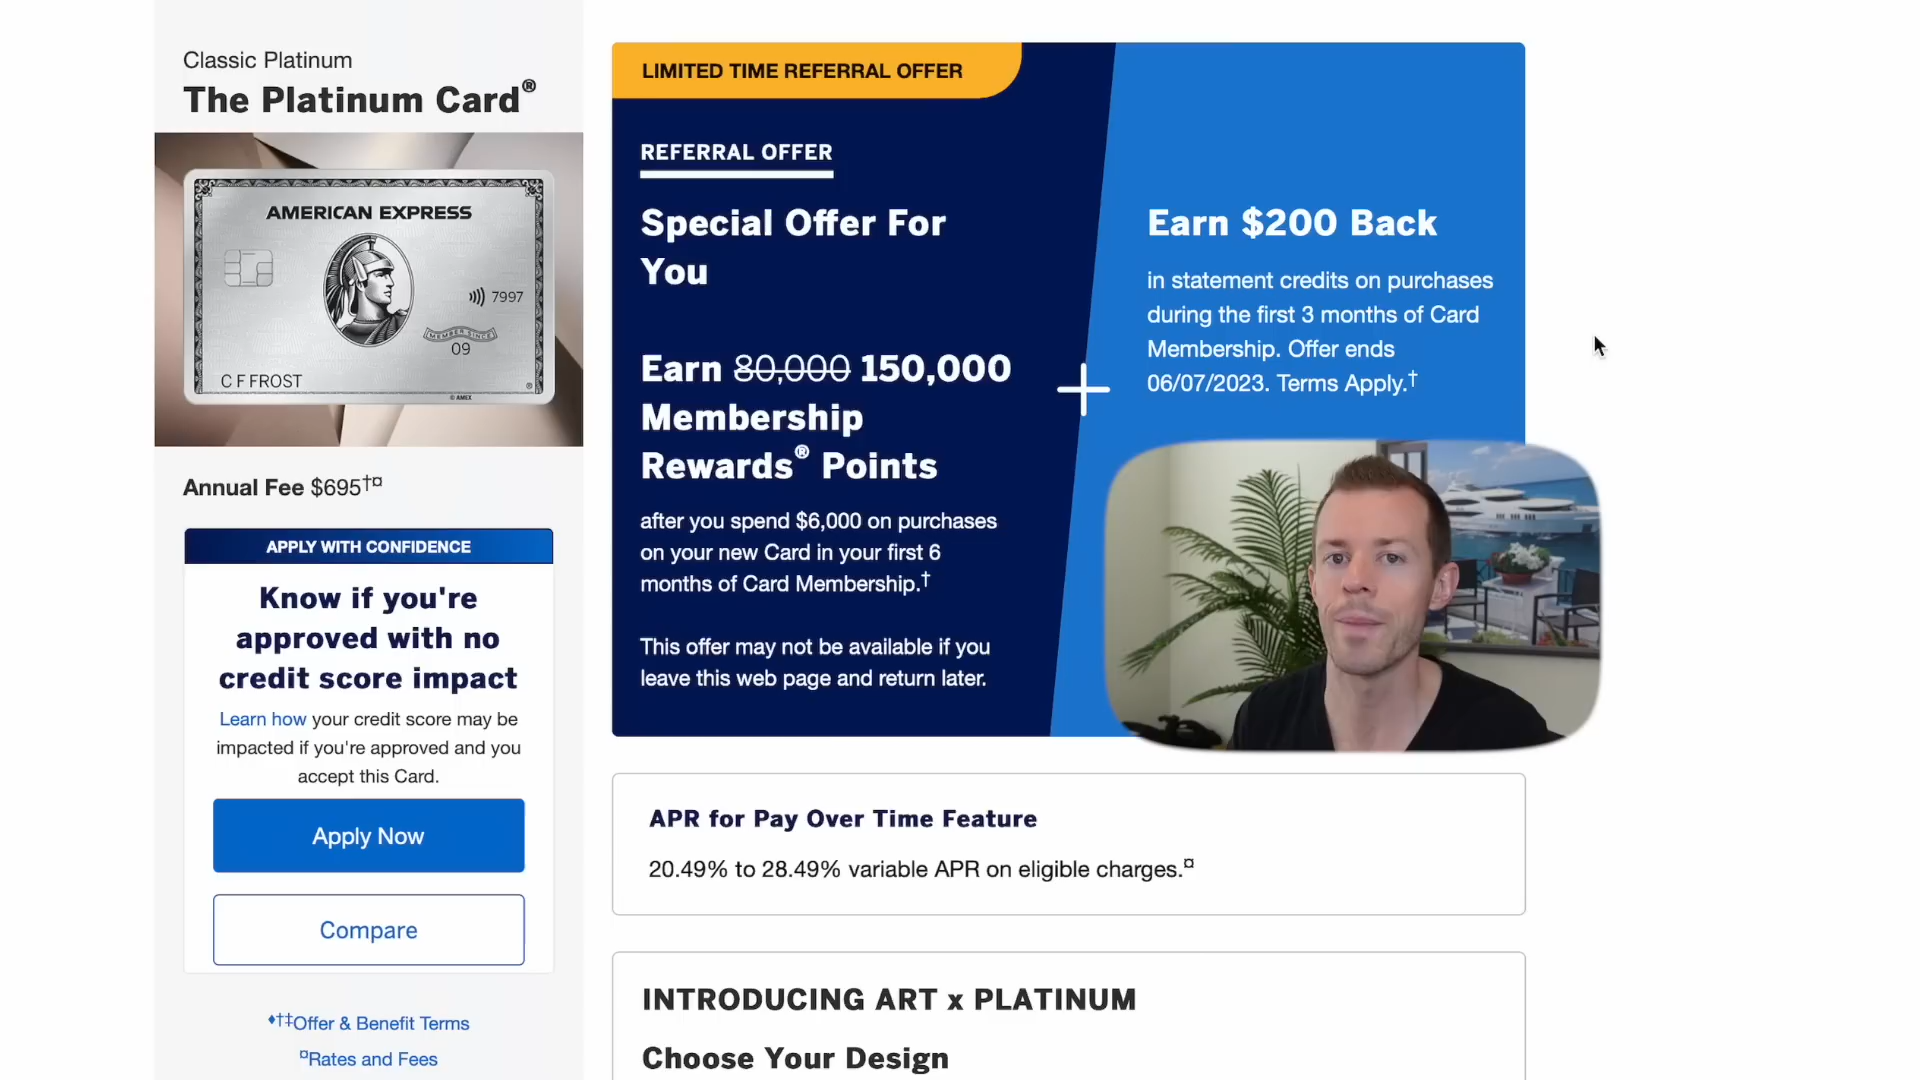 Classic Platinum
The Platinum Card®
AMERICAN EXPRESS
7997
MEMBER SINCE
09
C F FROST
® 
© AMEX
Annual Fee $695†¤
APPLY WITH CONFIDENCE
Know if you're
approved with no
credit score impact
Learn how your credit score may be
impacted if you're approved and you
accept this Card.
Apply Now
Compare
♦†‡Offer & Benefit Terms
¤Rates and Fees
LIMITED TIME REFERRAL OFFER
REFERRAL OFFER
Special Offer For
You
Earn 80,000 150,000
Membership
Rewards® Points
after you spend $6,000 on purchases
on your new Card in your first 6
months of Card Membership.†
This offer may not be available if you
leave this web page and return later.
+
Earn $200 Back
in statement credits on purchases
during the first 3 months of Card
Membership. Offer ends
06/07/2023. Terms Apply.†
APR for Pay Over Time Feature
20.49% to 28.49% variable APR on eligible charges.¤
INTRODUCING ART x PLATINUM
Choose Your Design